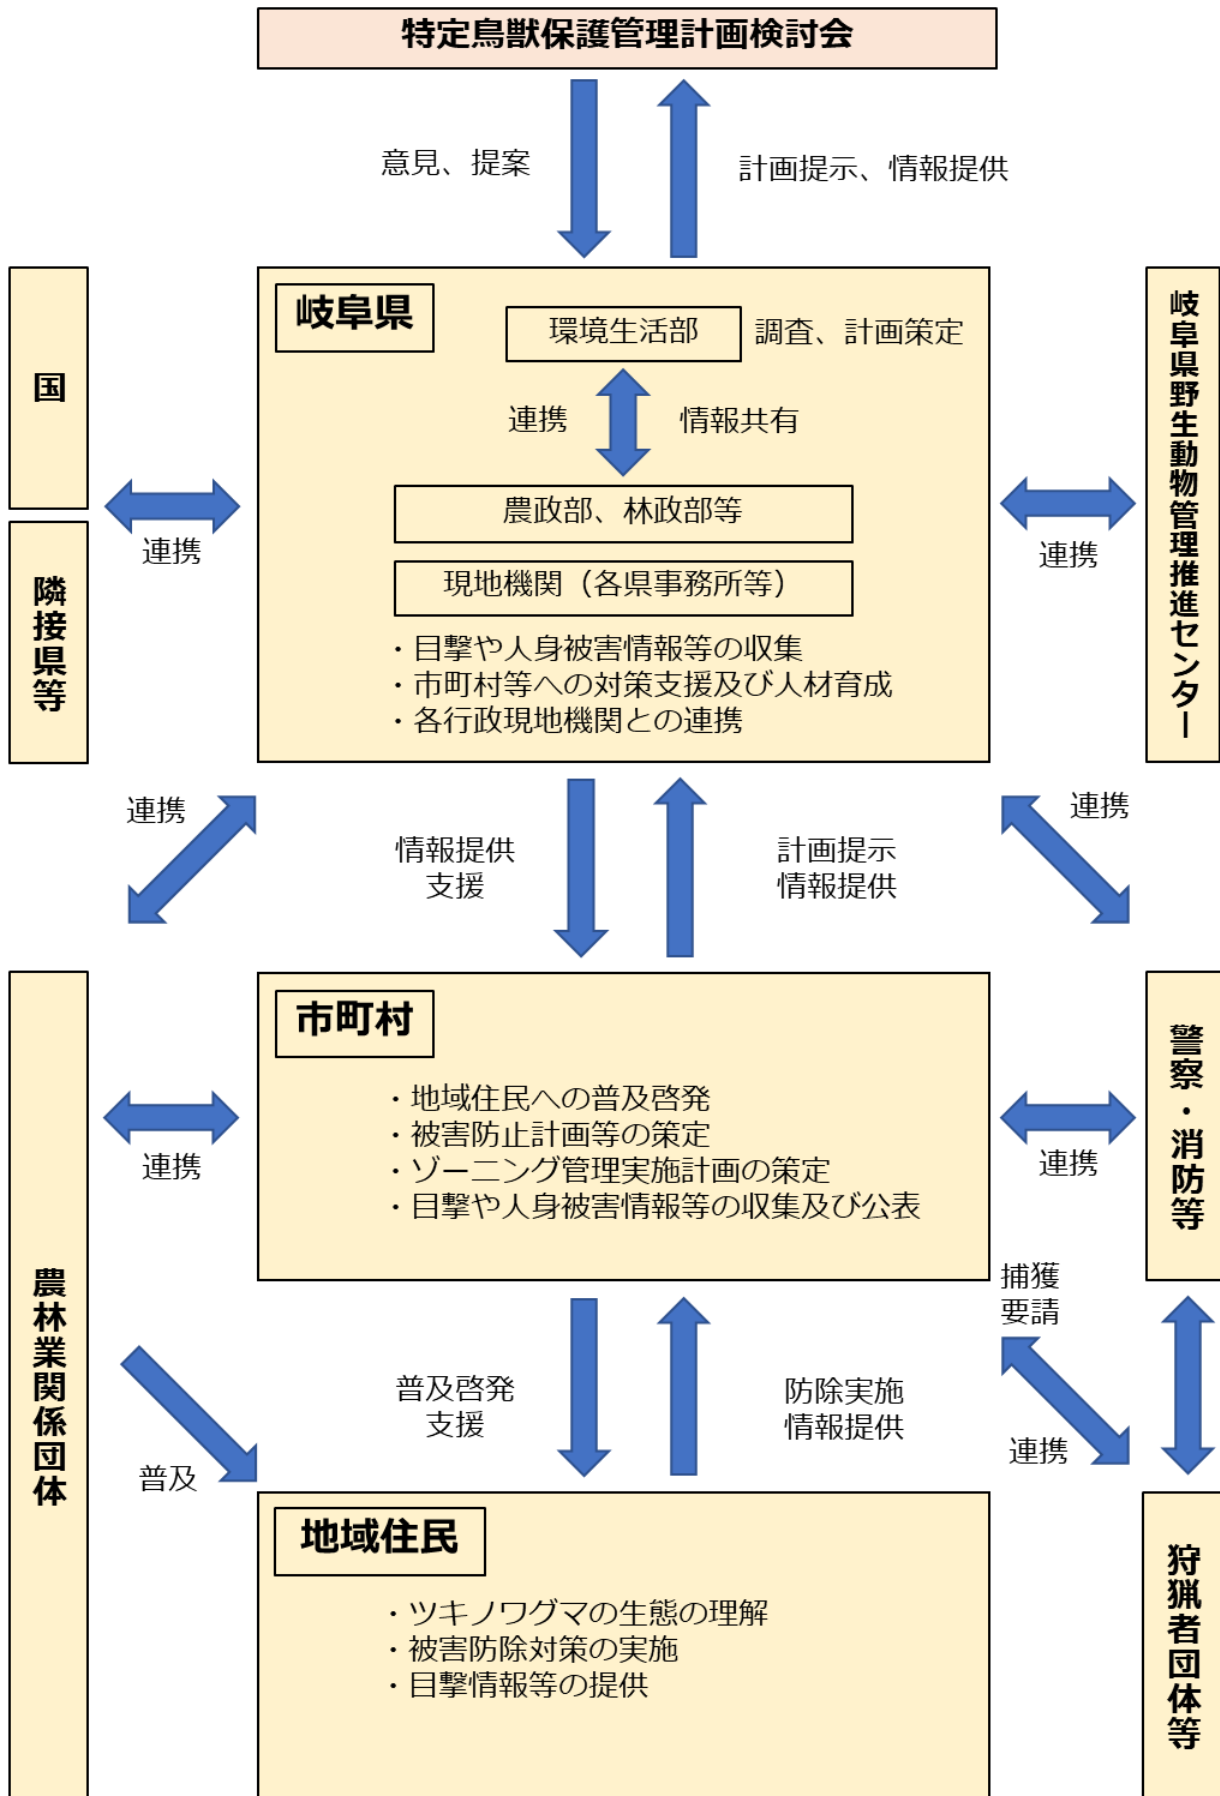 特定鳥獣保護管理計画検討会
意見、提案
計画提示、情報提供
国
隣接県等
連携
岐阜県
環境生活部
調査、計画策定
連携
情報共有
農政部、林政部等
現地機関（各県事務所等）
・目撃や人身被害情報等の収集
・市町村等への対策支援及び人材育成
・各行政現地機関との連携
連携
岐阜県野生動物管理推進センター
連携
情報提供
支援
計画提示
情報提供
連携
農林業関係団体
連携
市町村
・地域住民への普及啓発
・被害防止計画等の策定
・ゾーニング管理実施計画の策定
・目撃や人身被害情報等の収集及び公表
連携
警察・消防等
普及
普及啓発
支援
防除実施
情報提供
捕獲
要請
連携
地域住民
・ツキノワグマの生態の理解
・被害防除対策の実施
・目撃情報等の提供
狩猟者団体等